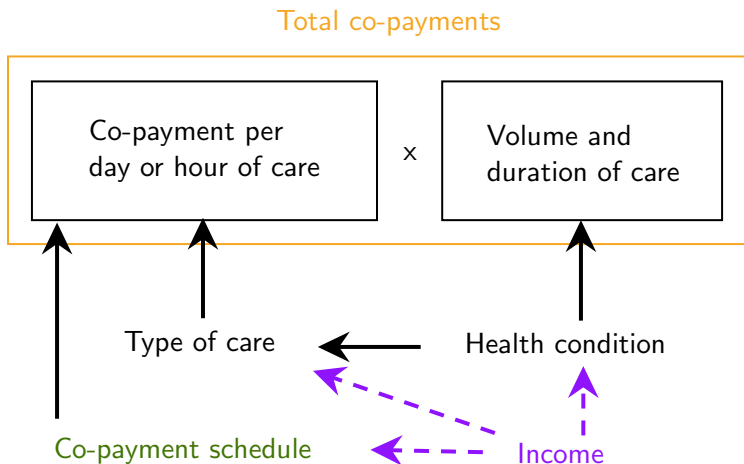 Total co-payments
Co-payment per
day or hour of care
x
Volume and
duration of care
Type of care
Health condition
Co-payment schedule
Income